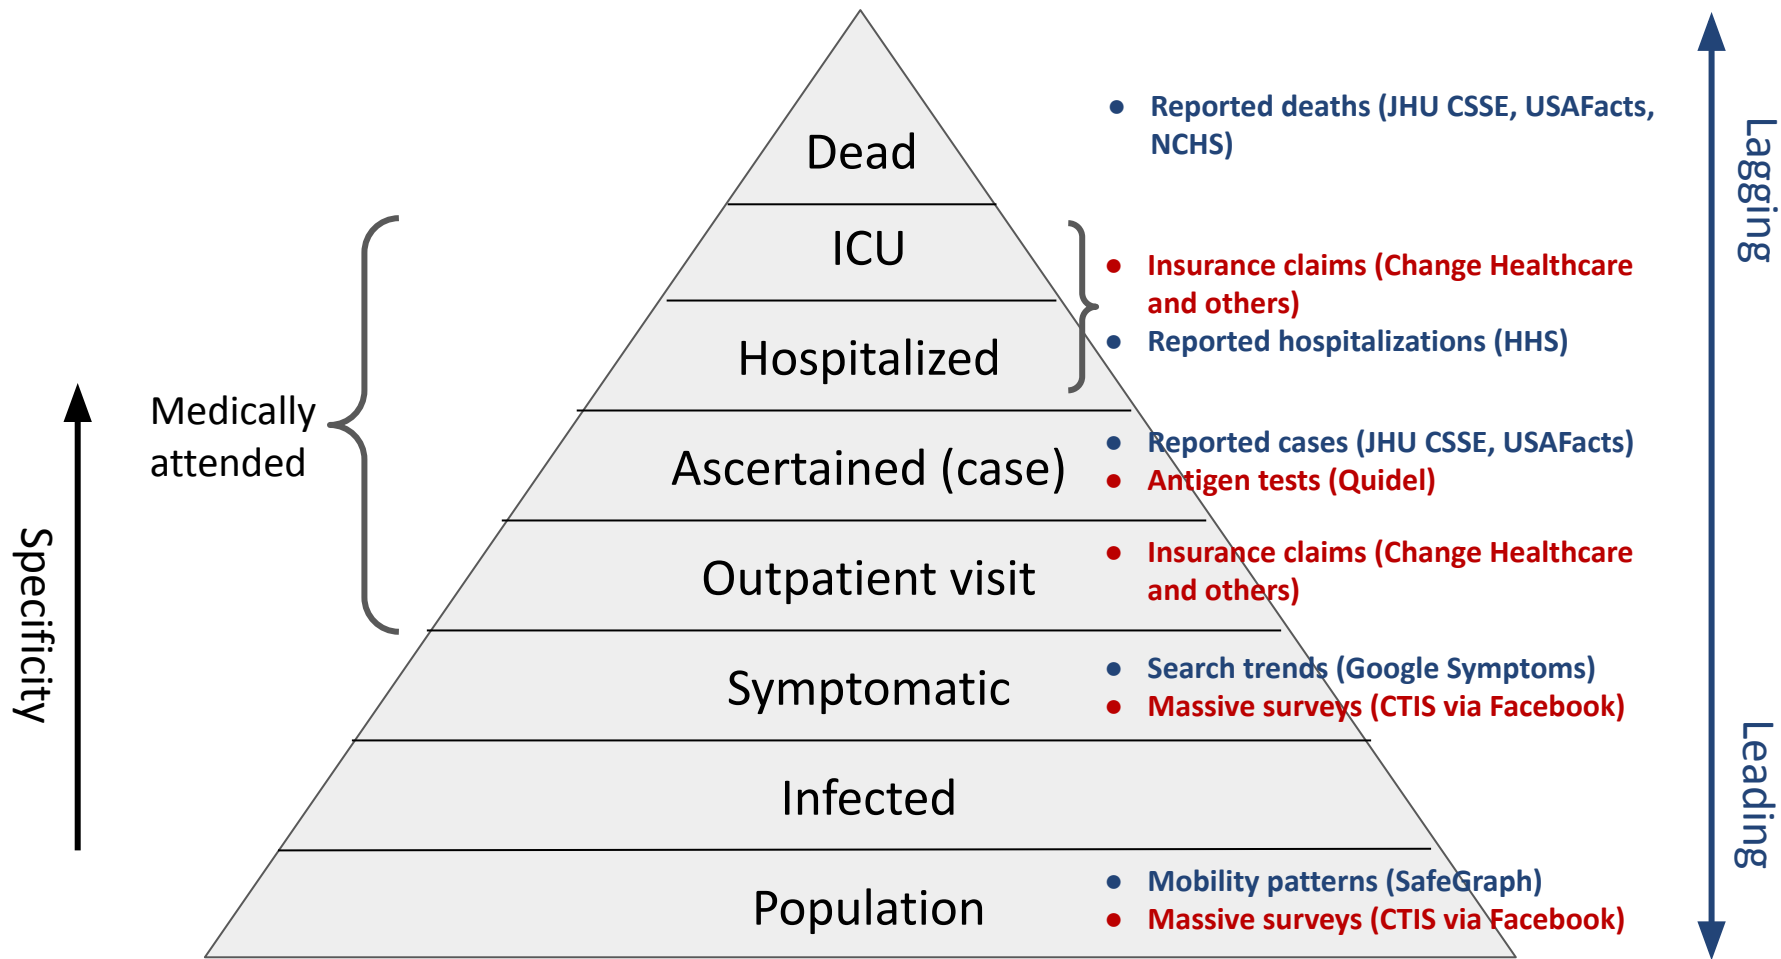 Dead
● Reported deaths (JHU CSSE, USAFacts,
NCHS)
Lagging
ICU
● Insurance claims (Change Healthcare
and others)
● Reported hospitalizations (HHS)
Hospitalized
Medically
attended
Ascertained (case)
● Reported cases (JHU CSSE, USAFacts)
● Antigen tests (Quidel)
Specificity
Outpatient visit
● Insurance claims (Change Healthcare
and others)
Symptomatic
● Search trends (Google Symptoms)
● Massive surveys (CTIS via Facebook)
Leading
Infected
Population
● Mobility patterns (SafeGraph)
● Massive surveys (CTIS via Facebook)